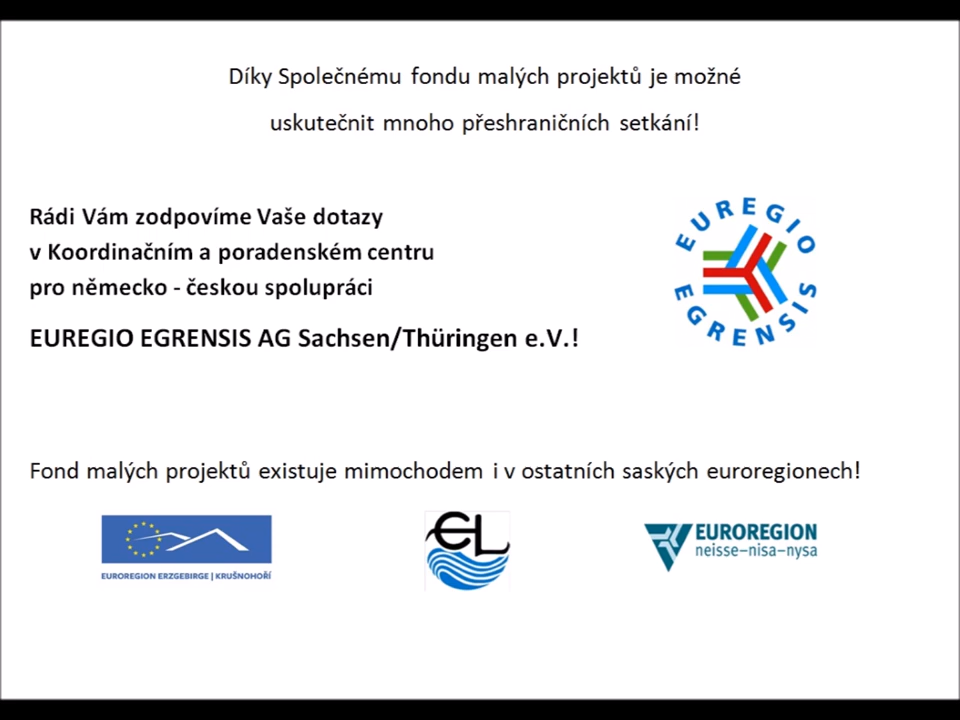 Díky Společnému fondu malých projektů je možné
uskutečnit mnoho přeshraničních setkání!
Rádi Vám zodpovíme Vaše dotazy
v Koordinačním a poradenském centru
pro německo - českou spolupráci
EUREGIO EGRENSIS AG Sachsen/Thüringen e.V.!
EUREGIO
EGRENSIS
Fond malých projektů existuje mimochodem i v ostatních saských euroregionech!
EUROREGION ERZGEBIRGE | KRUŠNOHOŘÍ
EL
EUROREGION
neisse–nisa–nysa